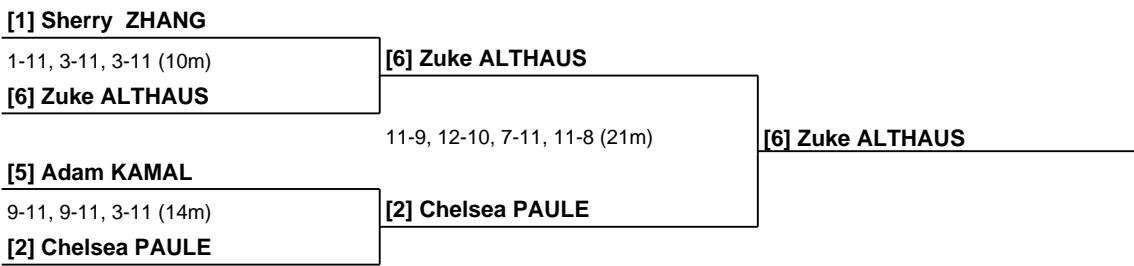 [1] Sherry ZHANG
1-11, 3-11, 3-11 (10m)
[6] Zuke ALTHAUS
[6] Zuke ALTHAUS
11-9, 12-10, 7-11, 11-8 (21m)
[6] Zuke ALTHAUS
[5] Adam KAMAL
9-11, 9-11, 3-11 (14m)
[2] Chelsea PAULE
[2] Chelsea PAULE